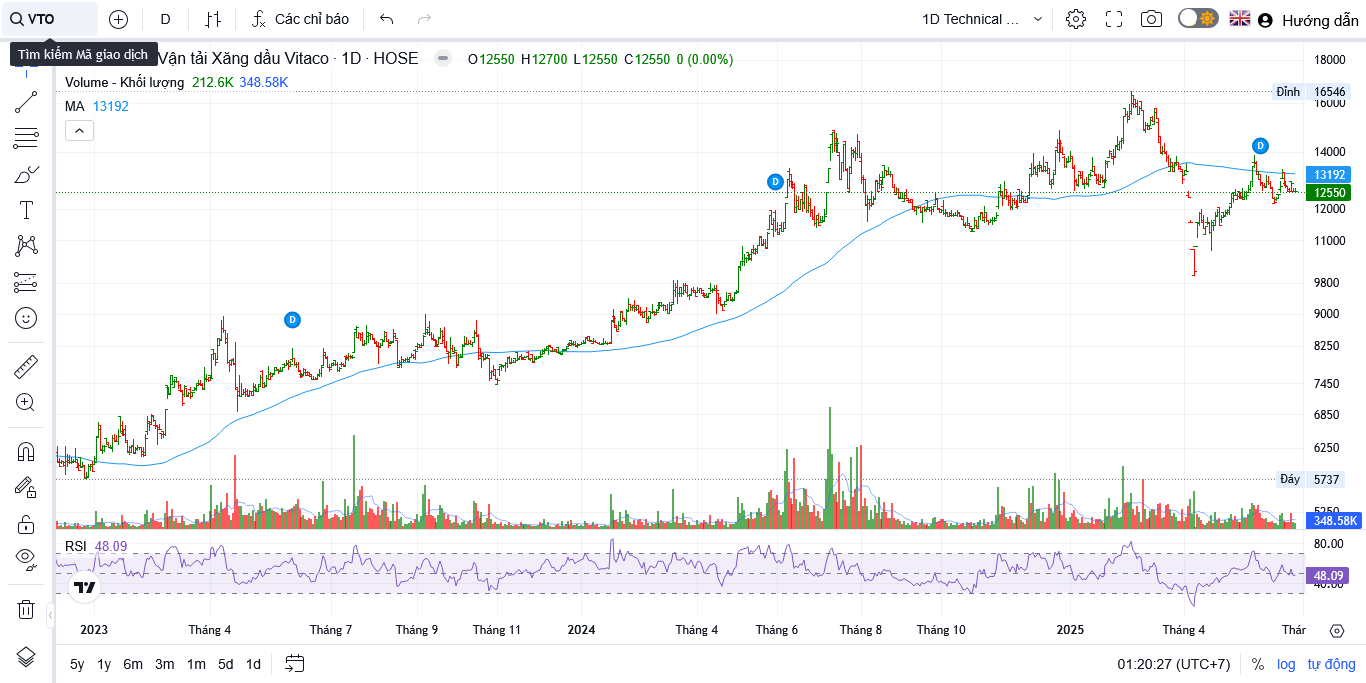 VTO D Các chỉ báo 1D Technical ... Hướng dẫn
Tìm kiếm Mã giao dịch
Vận tải Xăng dầu Vitaco · 1D · HOSE O12550 H12700 L12550 C12550 0 (0.00%)
Volume - Khối lượng 212.6K 348.58K
MA 13192
18000
Đỉnh 16546
16000
14000
D
D
13192
12550
12000
11000
9800
9000
D
8250
7450
6850
6250
Đáy 5737
5250
348.58K
RSI 48.09
80.00
48.09
40.00
2023 Tháng 4 Tháng 7 Tháng 9 Tháng 11 2024 Tháng 4 Tháng 6 Tháng 8 Tháng 10 2025 Tháng 4 Thár
5y 1y 6m 3m 1m 5d 1d 01:20:27 (UTC+7) % log tự động